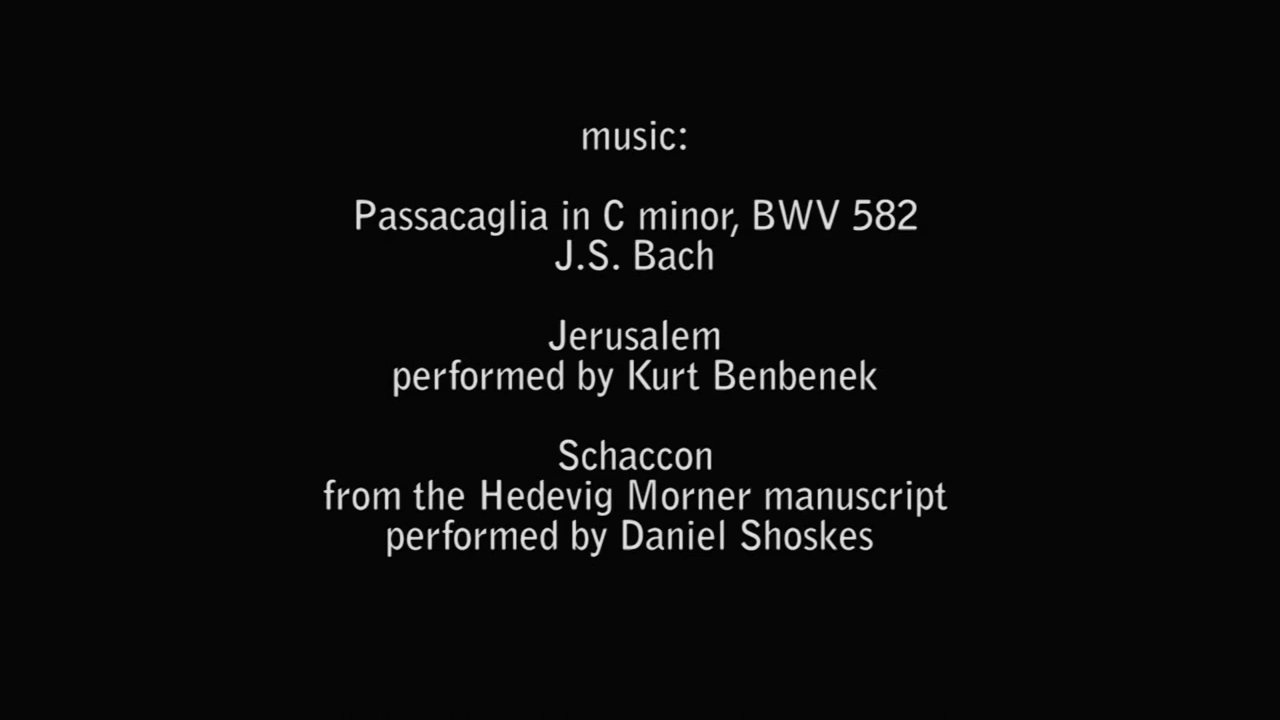 music:
Passacaglia in C minor, BWV 582
J.S. Bach
Jerusalem
performed by Kurt Benbenek
Schaccon
from the Hedevig Morner manuscript
performed by Daniel Shoskes